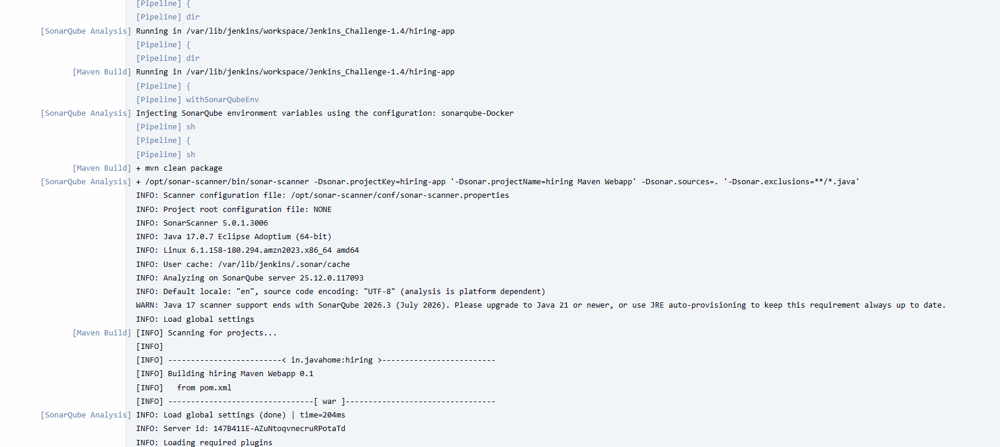 [Pipeline] {
[Pipeline] dir
[SonarQube Analysis] Running in /var/lib/jenkins/workspace/Jenkins_Challenge-1.4/hiring-app
[Pipeline] {
[Pipeline] dir
[Maven Build] Running in /var/lib/jenkins/workspace/Jenkins_Challenge-1.4/hiring-app
[Pipeline] {
[Pipeline] withSonarQubeEnv
[SonarQube Analysis] Injecting SonarQube environment variables using the configuration: sonarqube-Docker
[Pipeline] sh
[Pipeline] {
[Pipeline] sh
[Maven Build] + mvn clean package
[SonarQube Analysis] + /opt/sonar-scanner/bin/sonar-scanner -Dsonar.projectKey=hiring-app '-Dsonar.projectName=hiring Maven Webapp' -Dsonar.sources=. '-Dsonar.exclusions=**/*.java'
INFO: Scanner configuration file: /opt/sonar-scanner/conf/sonar-scanner.properties
INFO: Project root configuration file: NONE
INFO: SonarScanner 5.0.1.3006
INFO: Java 17.0.7 Eclipse Adoptium (64-bit)
INFO: Linux 6.1.158-180.294.amzn2023.x86_64 amd64
INFO: User cache: /var/lib/jenkins/.sonar/cache
INFO: Analyzing on SonarQube server 25.12.0.117093
INFO: Default locale: "en", source code encoding: "UTF-8" (analysis is platform dependent)
WARN: Java 17 scanner support ends with SonarQube 2026.3 (July 2026). Please upgrade to Java 21 or newer, or use JRE auto-provisioning to keep this requirement always up to date.
INFO: Load global settings
[Maven Build] [INFO] Scanning for projects...
[INFO]
[INFO] -------------------------< in.javahome:hiring >-------------------------
[INFO] Building hiring Maven Webapp 0.1
[INFO]   from pom.xml
[INFO] --------------------------------[ war ]---------------------------------
[SonarQube Analysis] INFO: Load global settings (done) | time=204ms
INFO: Server id: 147B411E-AZuNtoqvnecruRPotaTd
INFO: Loading required plugins